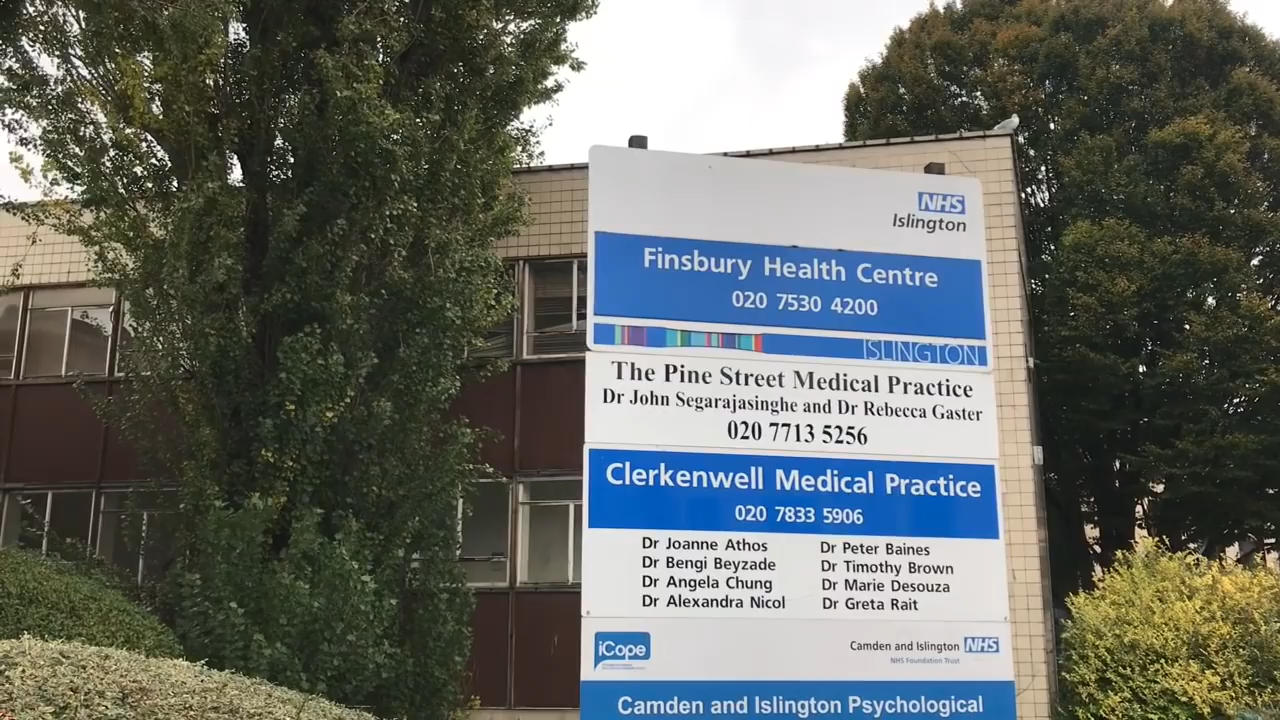 NHS
Islington
Finsbury Health Centre
020 7530 4200
ISLINGTON
The Pine Street Medical Practice
Dr John Segarajasinghe and Dr Rebecca Gaster
020 7713 5256
Clerkenwell Medical Practice
020 7833 5906
Dr Joanne Athos
Dr Bengi Beyzade
Dr Angela Chung
Dr Alexandra Nicol
Dr Peter Baines
Dr Timothy Brown
Dr Marie Desouza
Dr Greta Rait
iCope
Camden and Islington NHS
NHS Foundation Trust
Camden and Islington Psychological